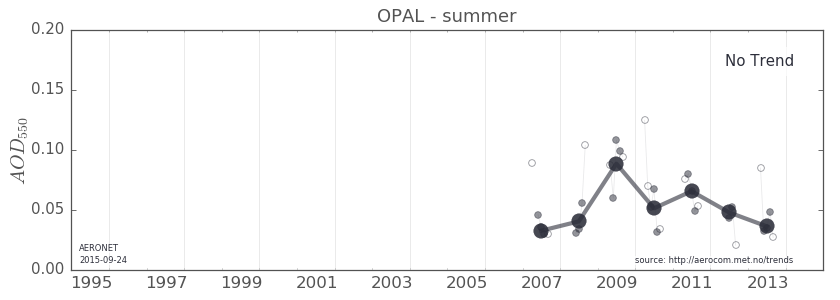 OPAL - summer
No Trend
0.20
0.15
0.10
0.05
0.00
AOD550
AERONET
2015-09-24
source: http://aerocom.met.no/trends
1995 1997 1999 2001 2003 2005 2007 2009 2011 2013